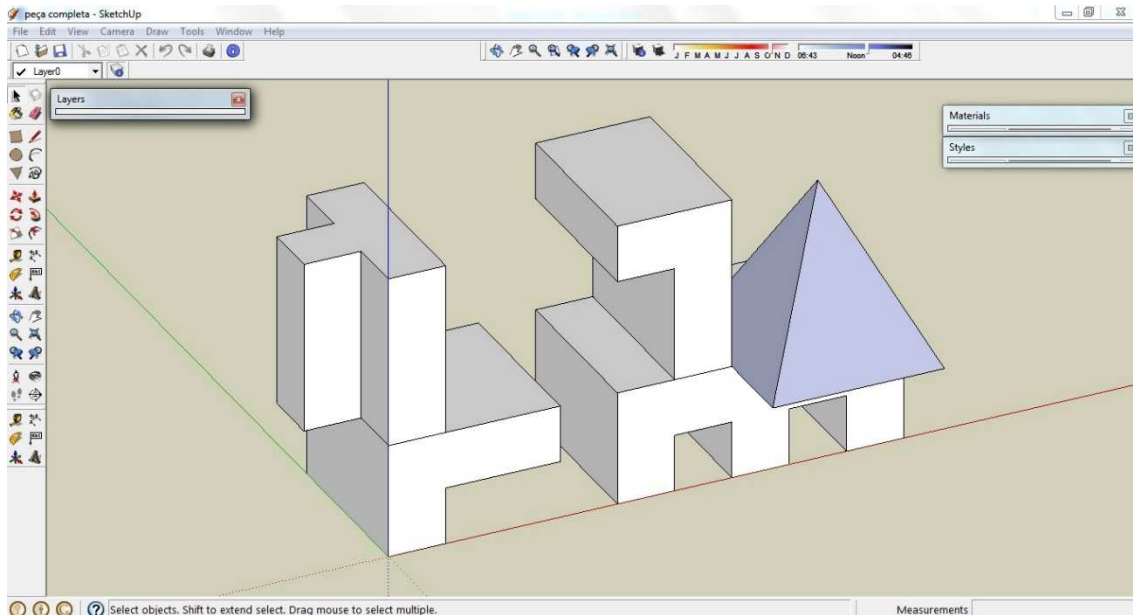 peça completa - SketchUp
File Edit View Camera Draw Tools Window Help
J F M A M J J A S O N D 06:43 Noon 04:46
Layer0
Layers
Materials
Styles
Select objects. Shift to extend select. Drag mouse to select multiple.
Measurements